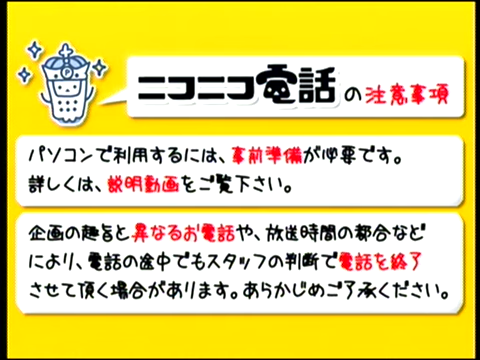 ニコニコ電話の注意事項
パソコンで利用するには、事前準備が必要です。
詳しくは、説明動画をご覧下さい。
企画の趣旨と異なるお電話や、放送時間の都合など
により、電話の途中でもスタッフの判断で電話を終了
させて頂く場合があります。あらかじめご了承ください。